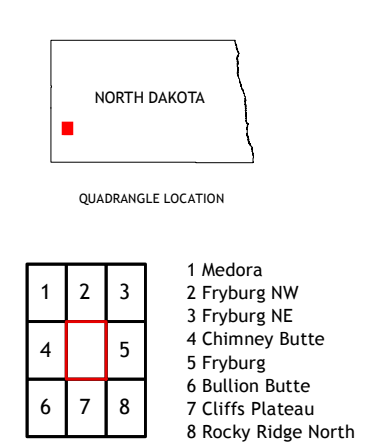 NORTH DAKOTA
QUADRANGLE LOCATION
1 2 3
4 5
6 7 8
1 Medora
2 Fryburg NW
3 Fryburg NE
4 Chimney Butte
5 Fryburg
6 Bullion Butte
7 Cliffs Plateau
8 Rocky Ridge North